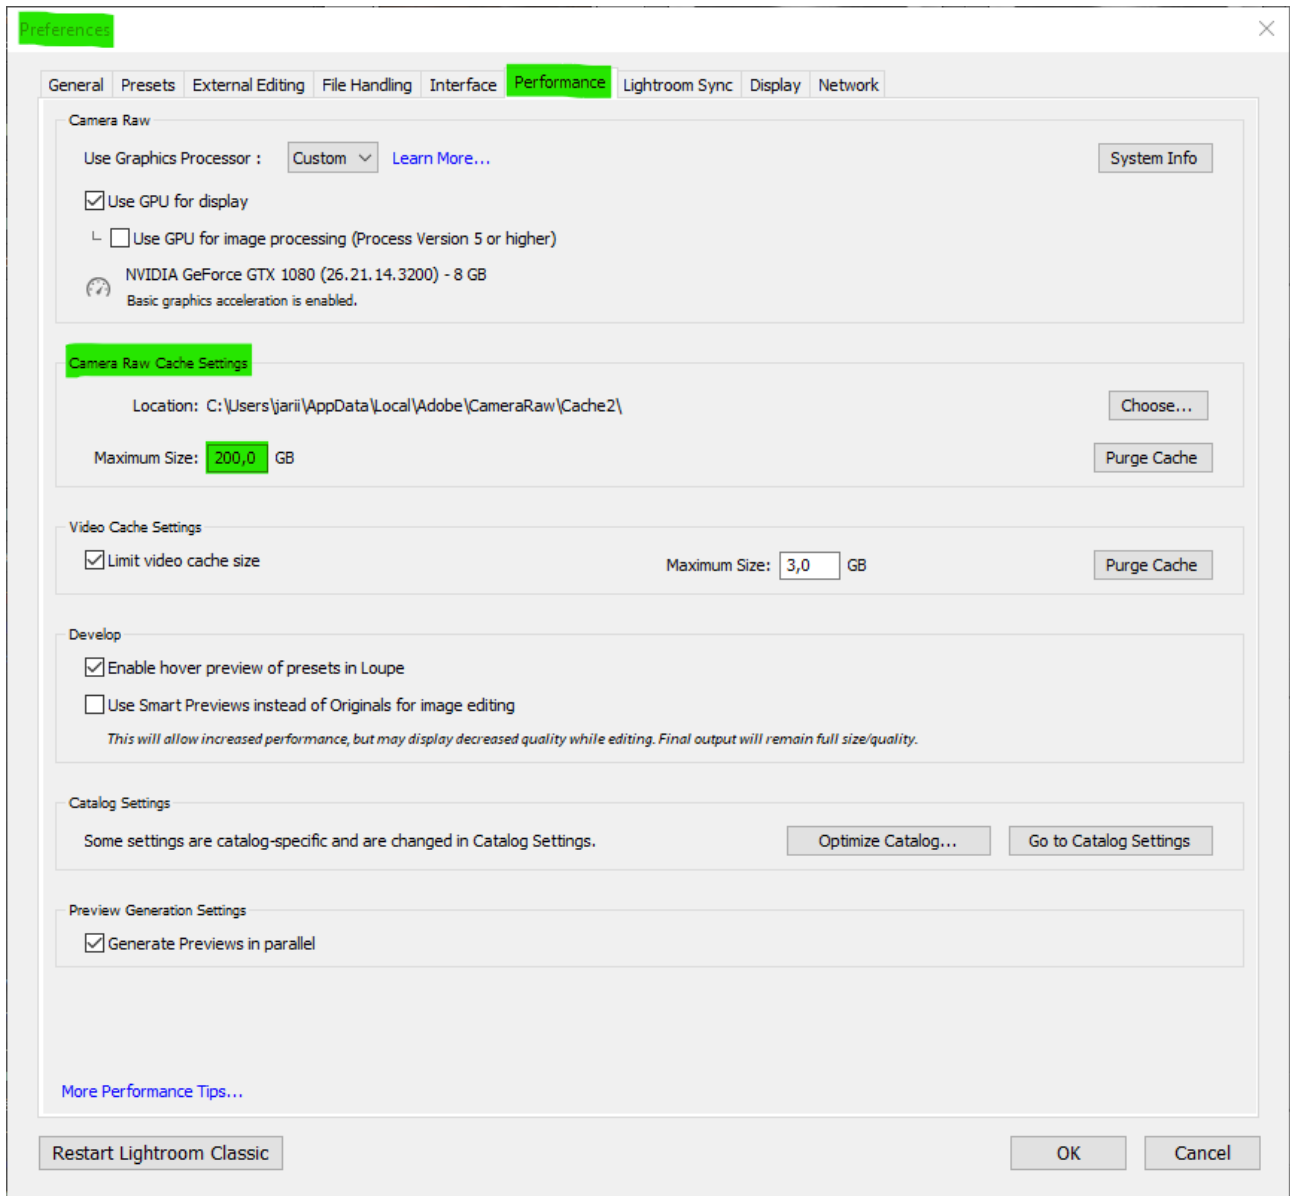 Preferences
General Presets External Editing File Handling Interface Performance Lightroom Sync Display Network
Camera Raw
Use Graphics Processor : Custom Learn More... System Info
Use GPU for display
Use GPU for image processing (Process Version 5 or higher)
NVIDIA GeForce GTX 1080 (26.21.14.3200) - 8 GB
Basic graphics acceleration is enabled.
Camera Raw Cache Settings
Location: C:\Users\jarii\AppData\Local\Adobe\CameraRaw\Cache2\ Choose...
Maximum Size: 200,0 GB Purge Cache
Video Cache Settings
Limit video cache size Maximum Size: 3,0 GB Purge Cache
Develop
Enable hover preview of presets in Loupe
Use Smart Previews instead of Originals for image editing
This will allow increased performance, but may display decreased quality while editing. Final output will remain full size/quality.
Catalog Settings
Some settings are catalog-specific and are changed in Catalog Settings. Optimize Catalog... Go to Catalog Settings
Preview Generation Settings
Generate Previews in parallel
More Performance Tips...
Restart Lightroom Classic OK Cancel